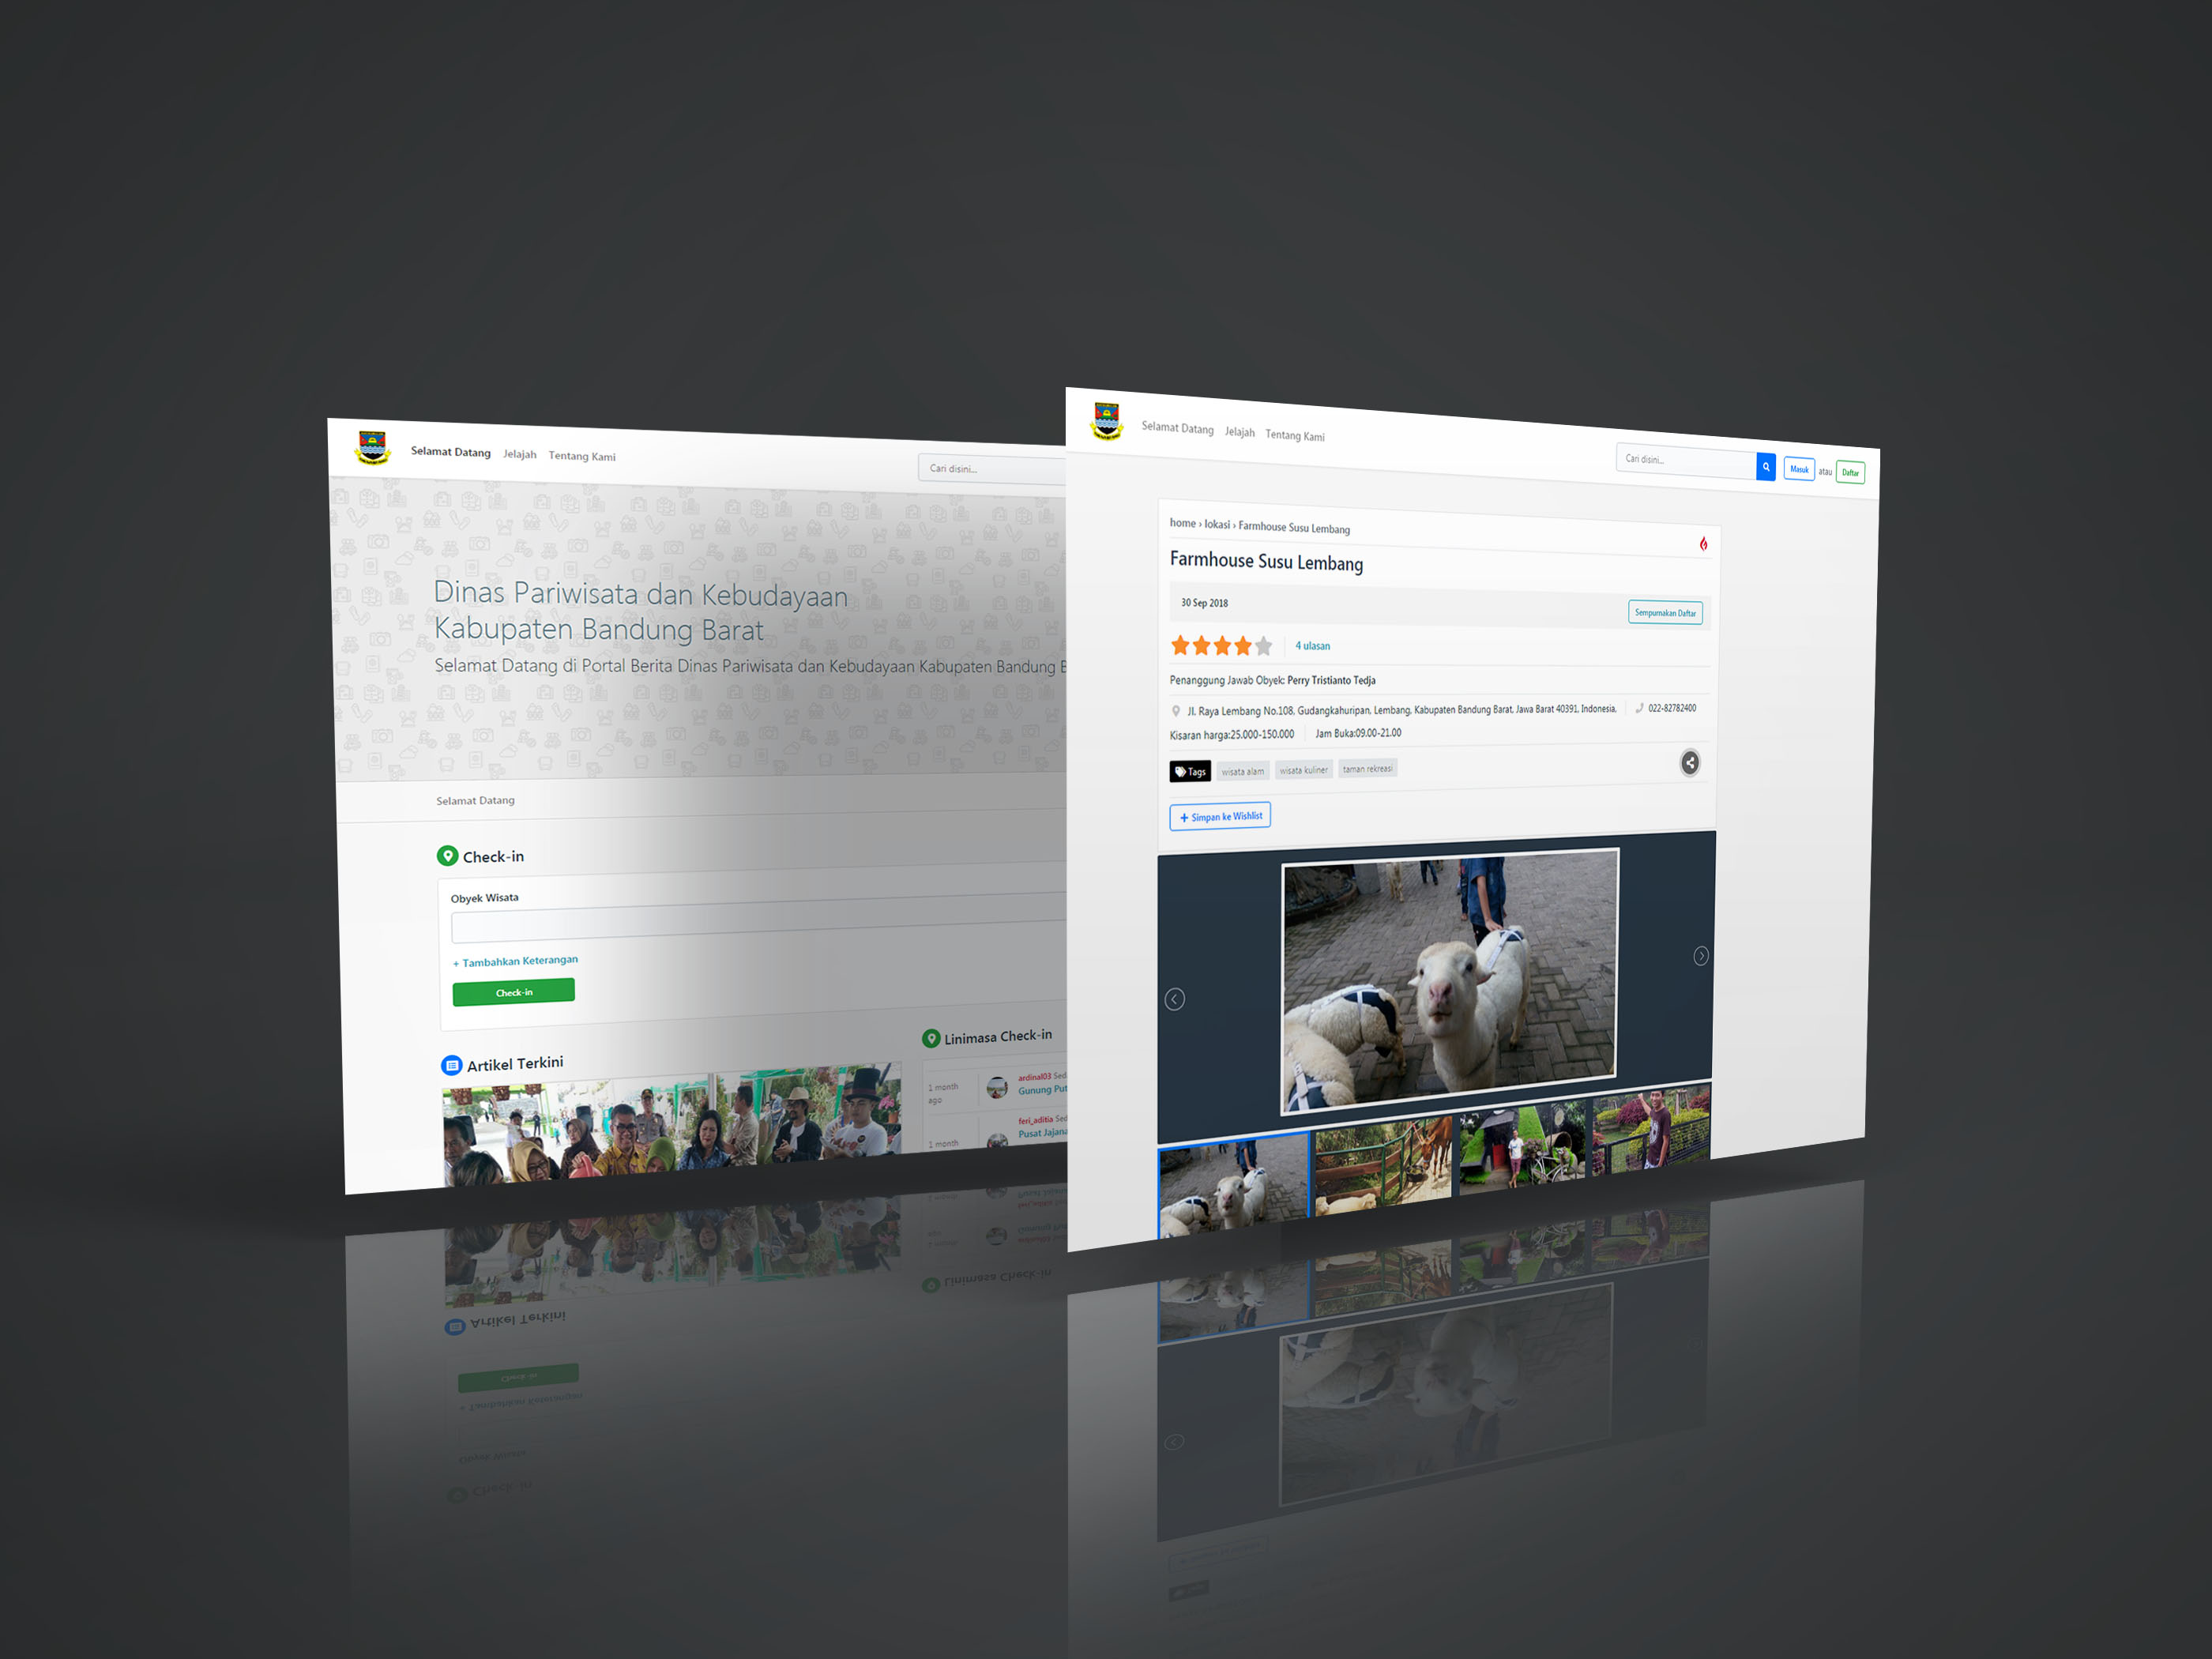 Selamat Datang Jelajah Tentang Kami
Cari disini...
Dinas Pariwisata dan Kebudayaan
Kabupaten Bandung Barat
Selamat Datang di Portal Berita Dinas Pariwisata dan Kebudayaan Kabupaten Bandung B
Selamat Datang
Check-in
Obyek Wisata
+ Tambahkan Keterangan
Check-in
Artikel Terkini
Linimasa Check-in
1 month ago
ardinal03 Sed
Gunung Put
1 month
feri_aditia Sed
Pusat Jajana
Selamat Datang Jelajah Tentang Kami
Cari disini...
Masuk atau Daftar
home › lokasi › Farmhouse Susu Lembang
Farmhouse Susu Lembang
30 Sep 2018
Sempurnakan Daftar
4 ulasan
Penanggung Jawab Obyek: Perry Tristianto Tedja
Jl. Raya Lembang No.108, Gudangkahuripan, Lembang, Kabupaten Bandung Barat, Jawa Barat 40391, Indonesia.
022-82782400
Kisaran harga:25.000-150.000
Jam Buka:09.00-21.00
Tags wisata alam wisata kuliner taman rekreasi
+ Simpan ke Wishlist